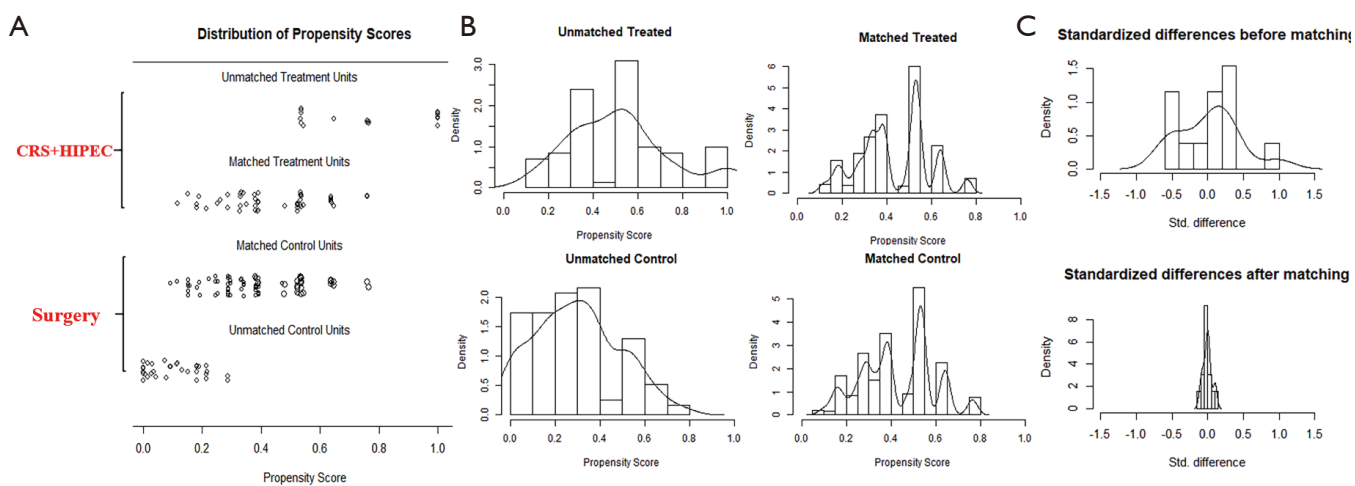 A
Distribution of Propensity Scores
Unmatched Treatment Units
CRS+HIPEC
Matched Treatment Units
Matched Control Units
Surgery
Unmatched Control Units
0.0 0.2 0.4 0.6 0.8 1.0
Propensity Score
B
Unmatched Treated
Density
0.0 1.0 2.0 3.0
0.0 0.2 0.4 0.6 0.8 1.0
Propensity Score
Matched Treated
Density
0 1 2 3 4 5 6
0.0 0.2 0.4 0.6 0.8 1.0
Propensity Score
Unmatched Control
Density
0.0 0.5 1.0 1.5 2.0
0.0 0.2 0.4 0.6 0.8 1.0
Propensity Score
Matched Control
Density
0 1 2 3 4 5
0.0 0.2 0.4 0.6 0.8 1.0
Propensity Score
C
Standardized differences before matching
Density
0.0 0.5 1.0 1.5
-1.5 -1.0 -0.5 0.0 0.5 1.0 1.5
Std. difference
Standardized differences after matching
Density
0 2 4 6 8
-1.5 -1.0 -0.5 0.0 0.5 1.0 1.5
Std. difference